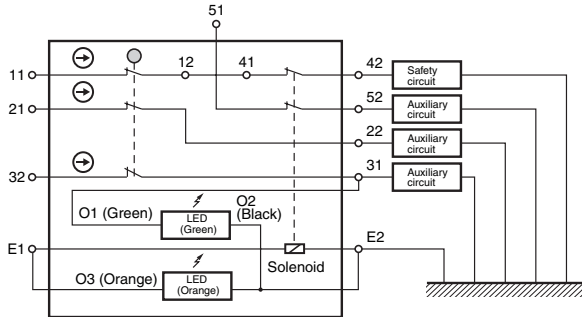 51
11
12
41
42
Safety
circuit
21
52
Auxiliary
circuit
22
Auxiliary
circuit
32
31
Auxiliary
circuit
O1 (Green)
LED
(Green)
O2
(Black)
E1
E2
Solenoid
O3 (Orange)
LED
(Orange)